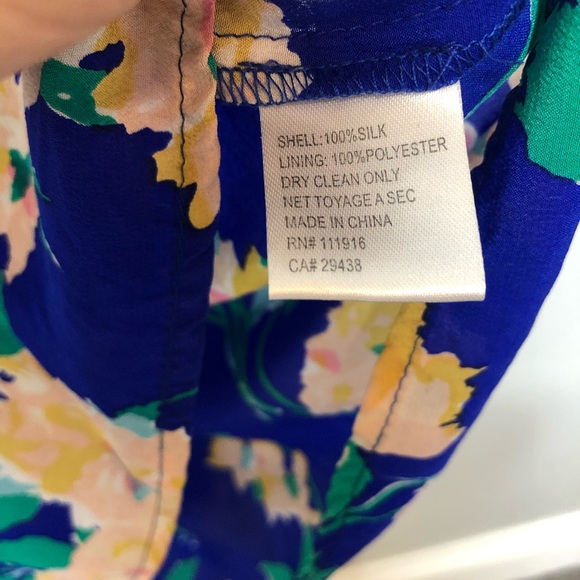 SHELL:100%SILK
LINING: 100%POLYESTER
DRY CLEAN ONLY
NET TOYAGE A SEC
MADE IN CHINA
RN# 111916
CA# 29438